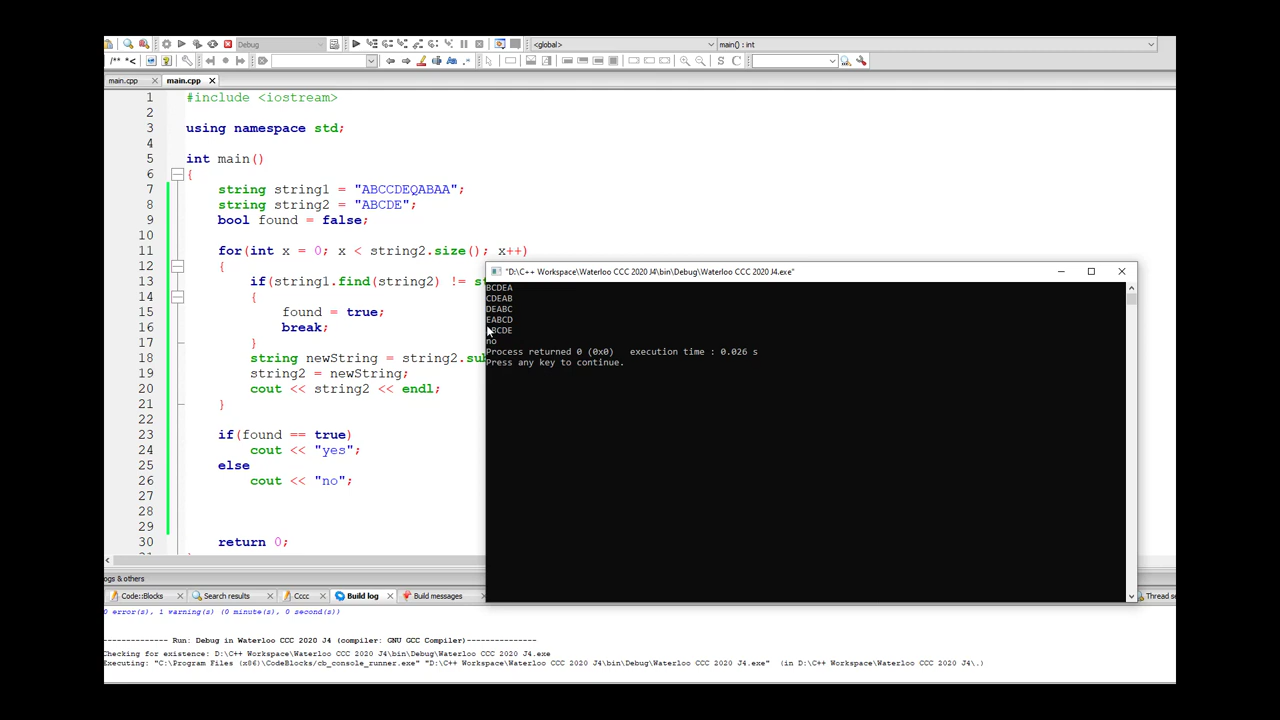 Debug
<global>
main() : int
/** *<
main.cpp
main.cpp
1 #include <iostream>
2
3 using namespace std;
4
5 int main()
6 {
7 string string1 = "ABCCDEQABAA";
8 string string2 = "ABCDE";
9 bool found = false;
10
11 for(int x = 0; x < string2.size(); x++)
12 {
13 if(string1.find(string2) != s
14 {
15 found = true;
16 break;
17 }
18 string newString = string2.su
19 string2 = newString;
20 cout << string2 << endl;
21 }
22
23 if(found == true)
24 cout << "yes";
25 else
26 cout << "no";
27
28
29
30 return 0;
"D:\C++ Workspace\Waterloo CCC 2020 J4\bin\Debug\Waterloo CCC 2020 J4.exe"
BCDEA
CDEAB
DEABC
EABCD
ABCDE
no
Process returned 0 (0x0) execution time : 0.026 s
Press any key to continue.
ogs & others
Code::Blocks
Search results
Cccc
Build log
Build messages
Thread se
0 error(s), 1 warning(s) (0 minute(s), 0 second(s))
-------------- Run: Debug in Waterloo CCC 2020 J4 (compiler: GNU GCC Compiler)---------------
Checking for existence: D:\C++ Workspace\Waterloo CCC 2020 J4\bin\Debug\Waterloo CCC 2020 J4.exe
Executing: "C:\Program Files (x86)\CodeBlocks/cb_console_runner.exe" "D:\C++ Workspace\Waterloo CCC 2020 J4\bin\Debug\Waterloo CCC 2020 J4.exe" (in D:\C++ Workspace\Waterloo CCC 2020 J4\.)